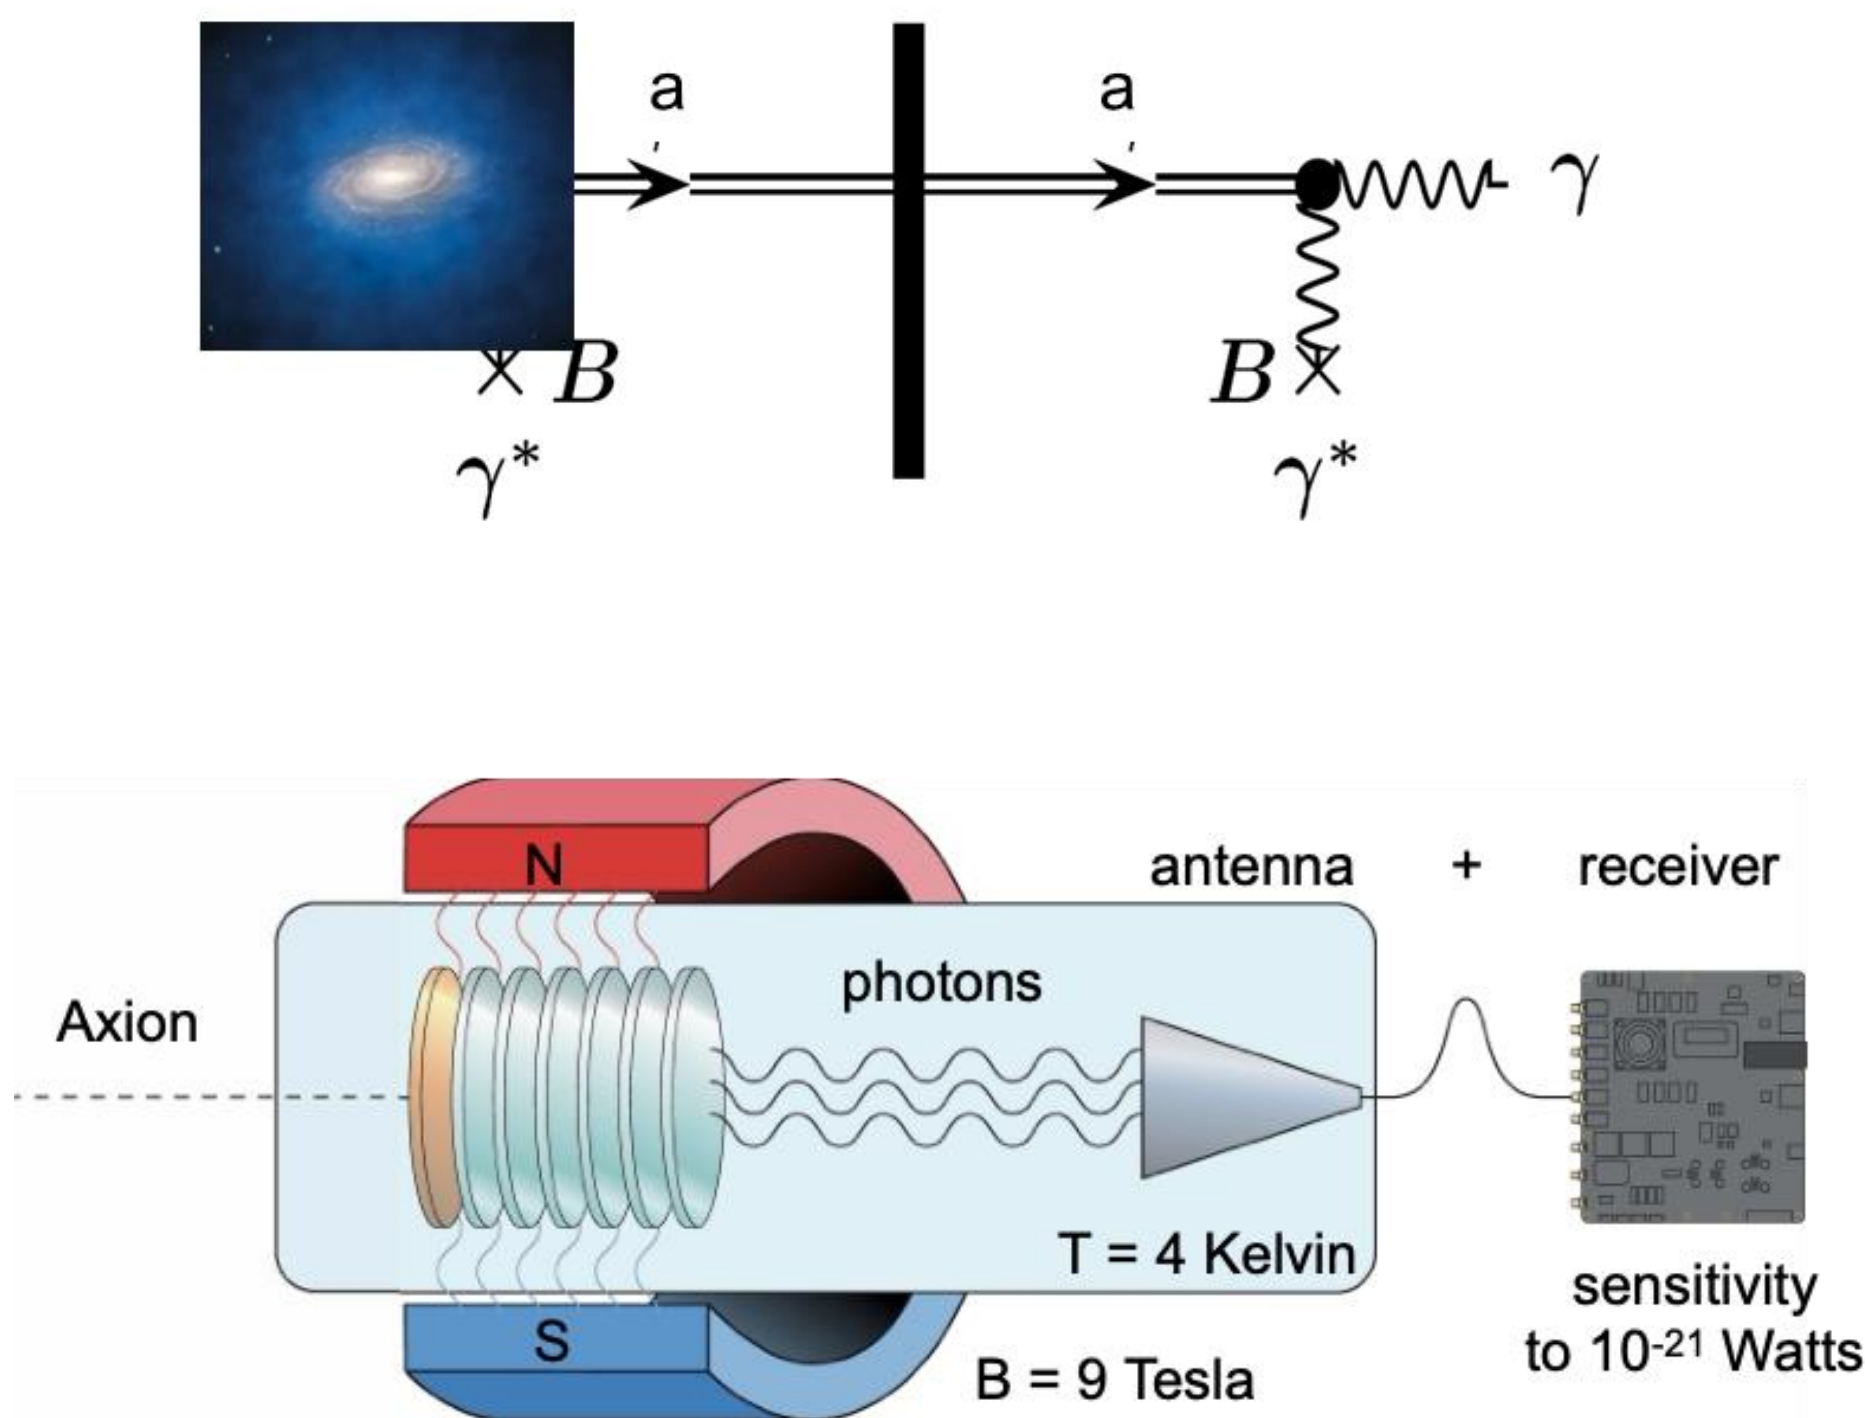 a a
γ
B B
γ* γ*
N
antenna + receiver
photons
Axion
T = 4 Kelvin
S
sensitivity
to 10⁻²¹ Watts
B = 9 Tesla